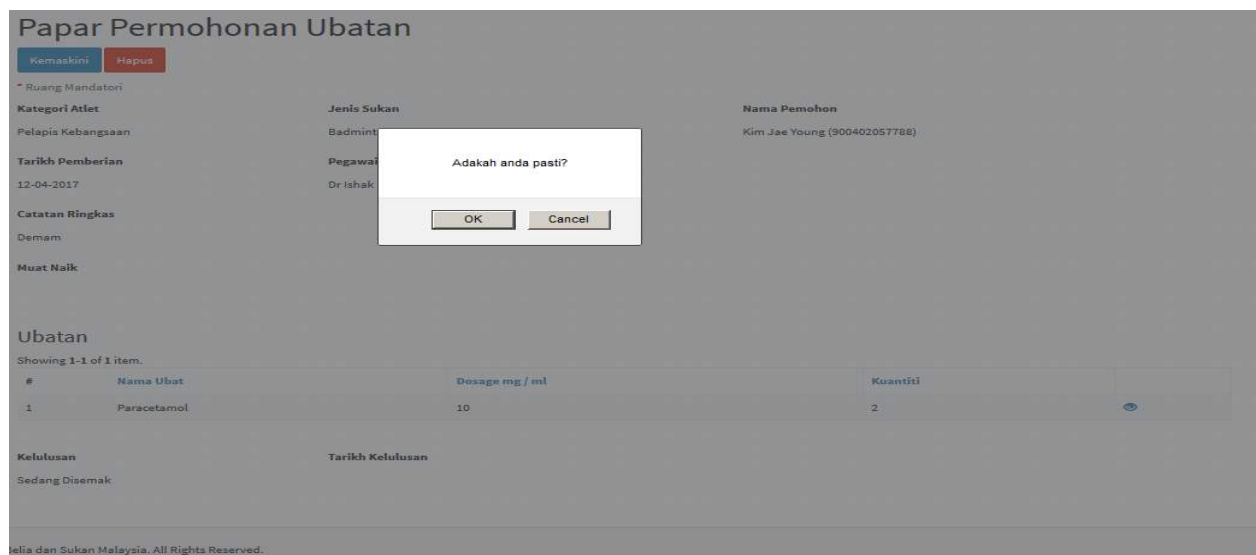 Papar Permohonan Ubatan
Kemaskini Hapus
* Ruang Mandatori
Kategori Atlet Jenis Sukan Nama Pemohon
Pelapis Kebangsaan Badmint Kim Jae Young (900402057788)
Tarikh Pemberian Pegawai
12-04-2017 Dr Ishak
Adakah anda pasti?
OK Cancel
Catatan Ringkas
Demam
Muat Naik
Ubatan
Showing 1-1 of 1 item.
# Nama Ubat Dosage mg / ml Kuantiti
1 Paracetamol 10 2
Kelulusan Tarikh Kelulusan
Sedang Disemak
Belia dan Sukan Malaysia. All Rights Reserved.